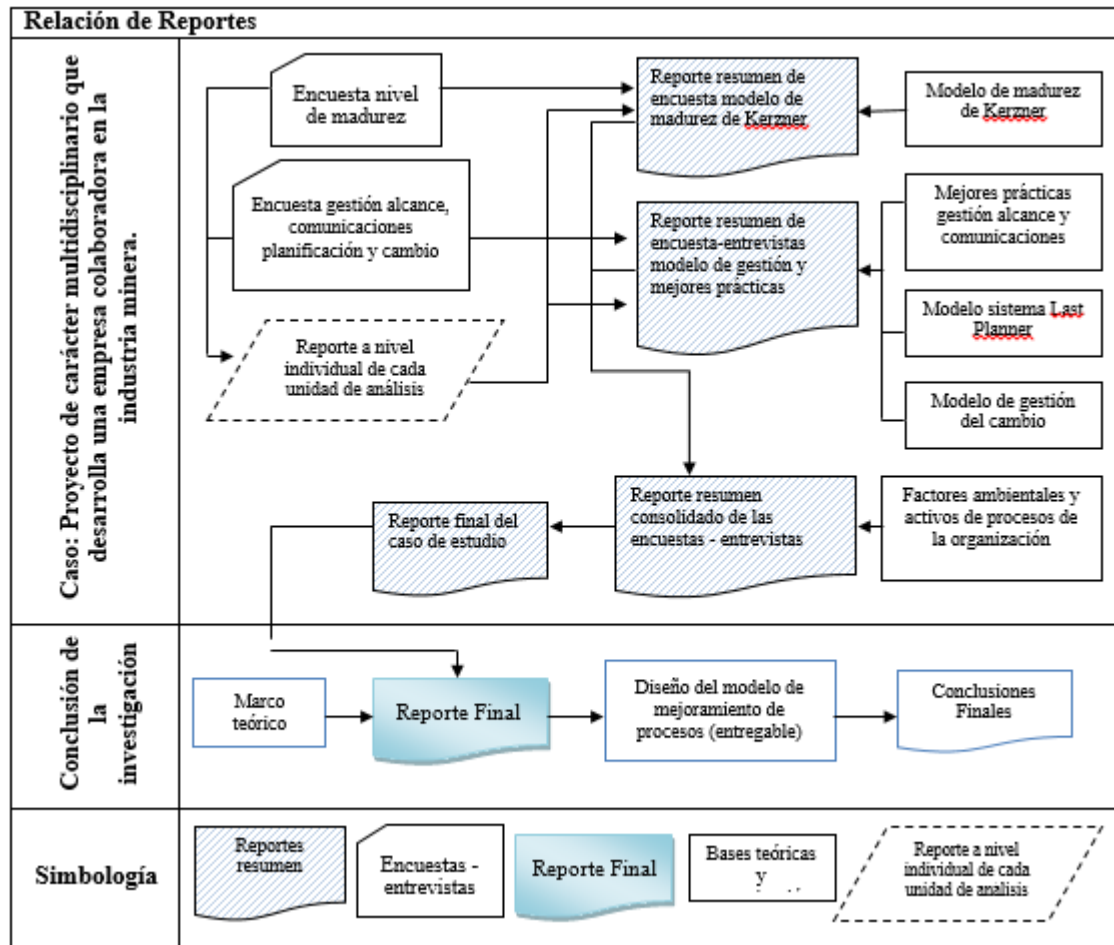 Relación de Reportes
Caso: Proyecto de carácter multidisciplinario que
desarrolla una empresa colaboradora en la
industria minera.
Encuesta nivel
de madurez
Reporte resumen de
encuesta modelo de
madurez de Kerzner
Modelo de madurez
de Kerzner
Encuesta gestión alcance,
comunicaciones
planificación y cambio
Reporte resumen de
encuesta-entrevistas
modelo de gestión y
mejores prácticas
Mejores prácticas
gestión alcance y
comunicaciones
Modelo sistema Last
Planner
Reporte a nivel
individual de cada
unidad de análisis
Modelo de gestión
del cambio
Reporte final del
caso de estudio
Reporte resumen
consolidado de las
encuestas - entrevistas
Factores ambientales y
activos de procesos de
la organización
Conclusión de
la
investigación
Marco
teórico
Reporte Final
Diseño del modelo de
mejoramiento de
procesos (entregable)
Conclusiones
Finales
Simbología
Reportes
resumen
Encuestas -
entrevistas
Reporte Final
Bases teóricas
y
Reporte a nivel
individual de cada
unidad de analisis